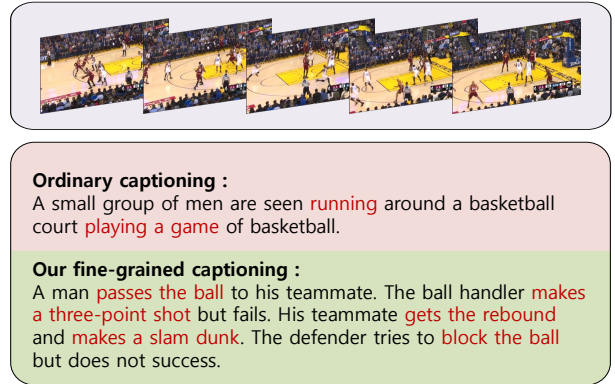 Ordinary captioning :
A small group of men are seen running around a basketball
court playing a game of basketball.
Our fine-grained captioning :
A man passes the ball to his teammate. The ball handler makes
a three-point shot but fails. His teammate gets the rebound
and makes a slam dunk. The defender tries to block the ball
but does not success.